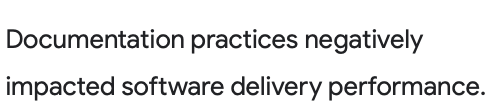 Documentation practices negatively
impacted software delivery performance.